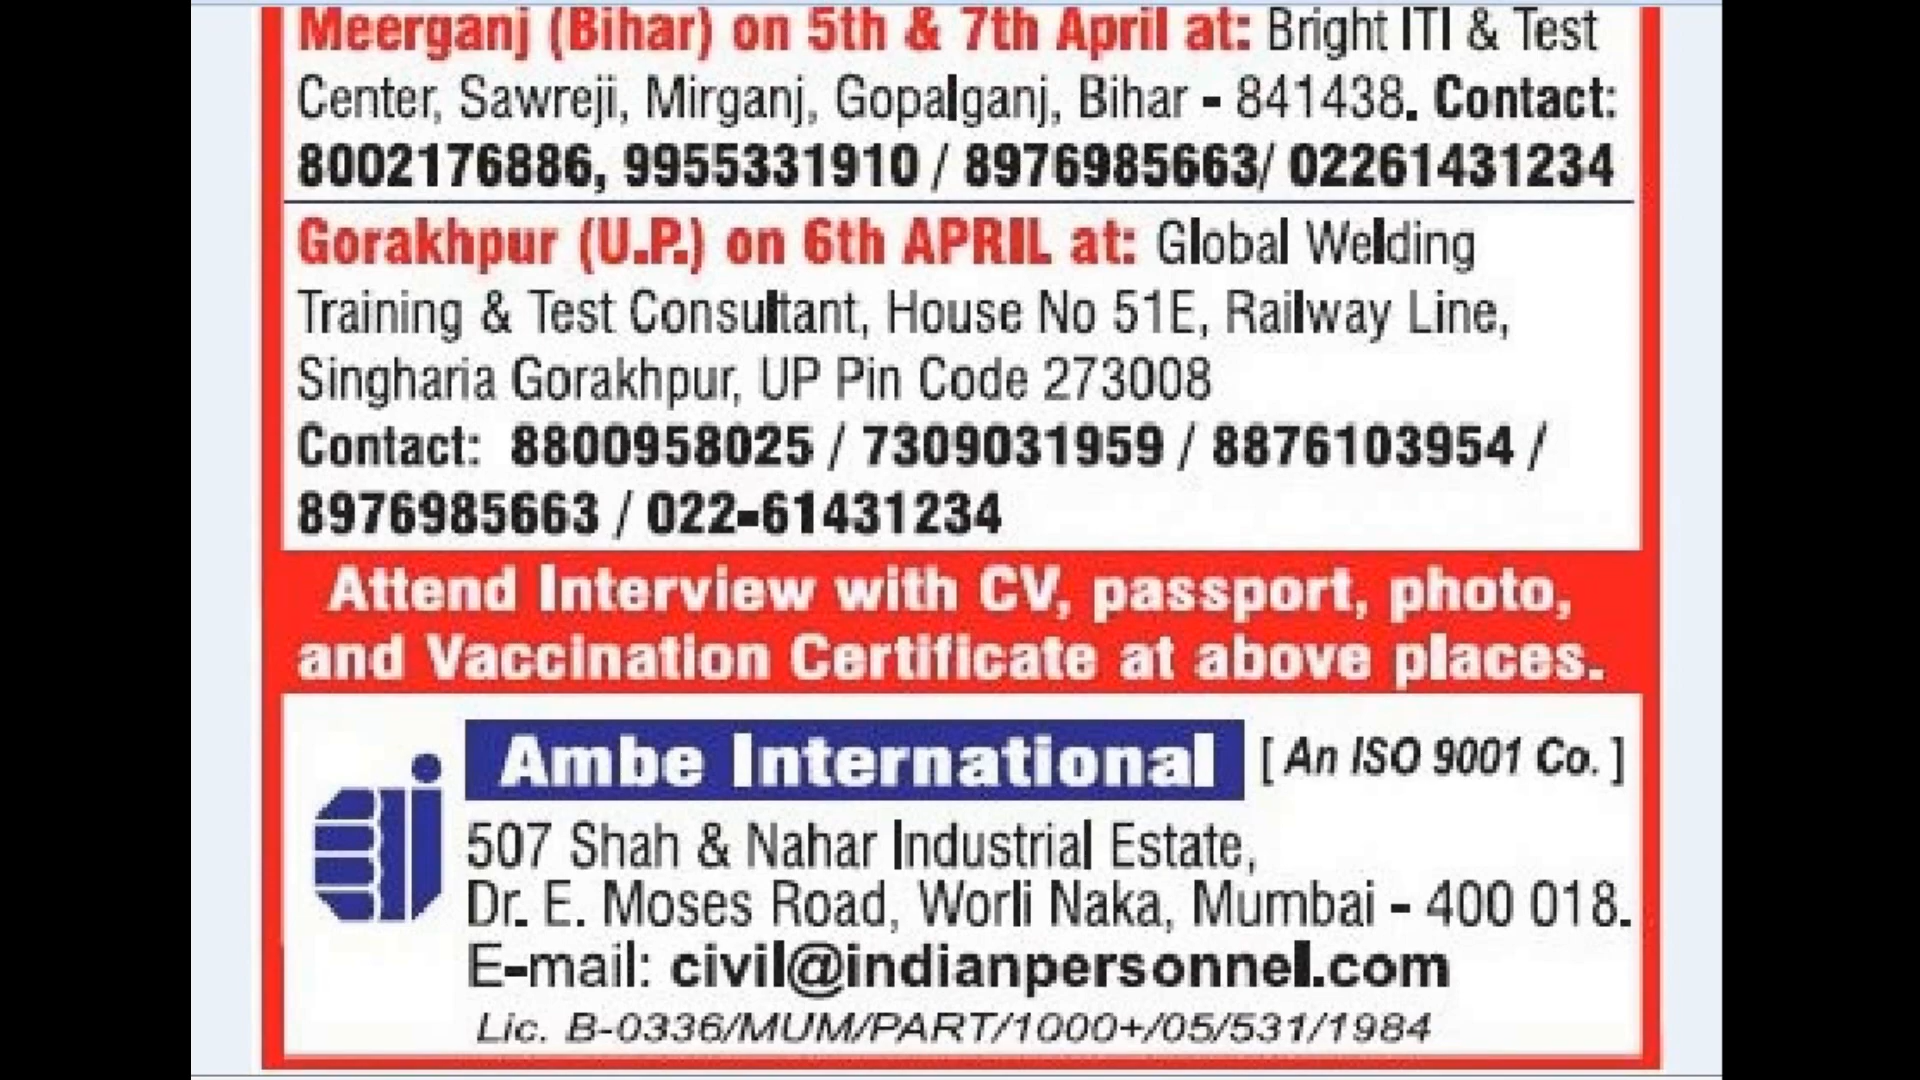 Meerganj (Bihar) on 5th & 7th April at: Bright ITI & Test
Center, Sawreji, Mirganj, Gopalganj, Bihar - 841438. Contact:
8002176886, 9955331910 / 8976985663/ 02261431234
Gorakhpur (U.P.) on 6th APRIL at: Global Welding
Training & Test Consultant, House No 51E, Railway Line,
Singharia Gorakhpur, UP Pin Code 273008
Contact: 8800958025 / 7309031959 / 8876103954 /
8976985663 / 022-61431234
Attend Interview with CV, passport, photo,
and Vaccination Certificate at above places.
Ambe International [ An ISO 9001 Co. ]
507 Shah & Nahar Industrial Estate,
Dr. E. Moses Road, Worli Naka, Mumbai - 400 018.
E-mail: civil@indianpersonnel.com
Lic. B-0336/MUM/PART/1000+/05/531/1984